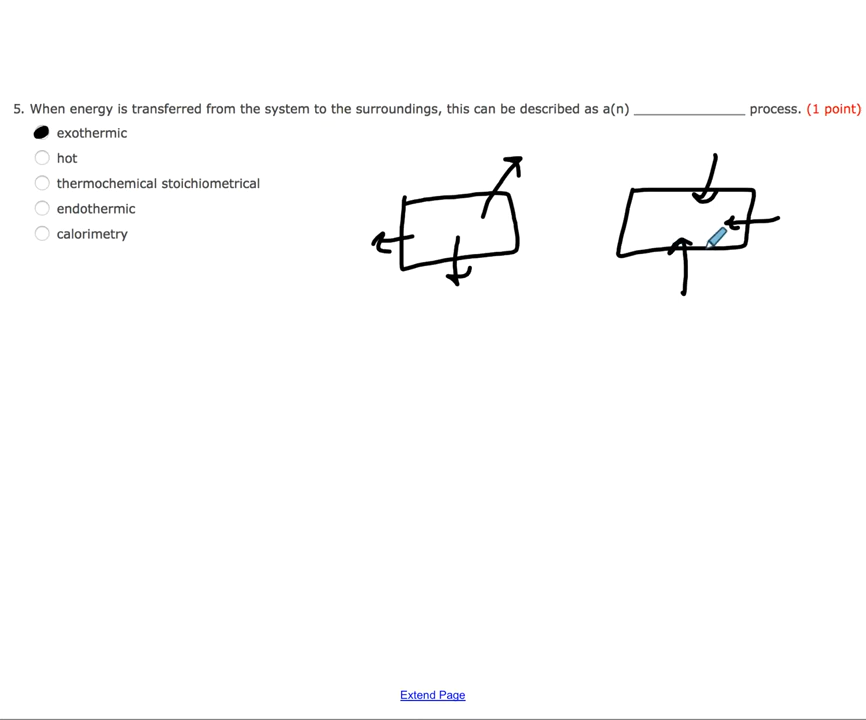 5. When energy is transferred from the system to the surroundings, this can be described as a(n) ________________ process. (1 point)
exothermic
hot
thermochemical stoichiometrical
endothermic
calorimetry
Extend Page